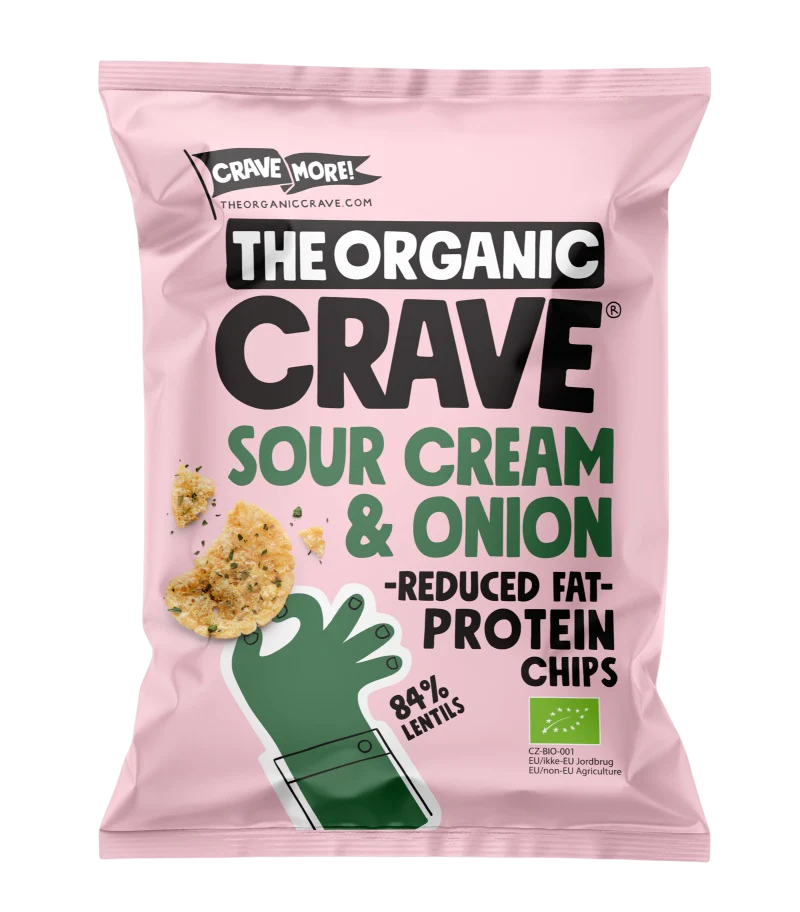 CRAVE MORE!
THEORGANICCRAVE.COM
THE ORGANIC
CRAVE®
SOUR CREAM
& ONION
-REDUCED FAT-
PROTEIN
CHIPS
84%
LENTILS
CZ-BIO-001
EU/ikke-EU Jordbrug
EU/non-EU Agriculture